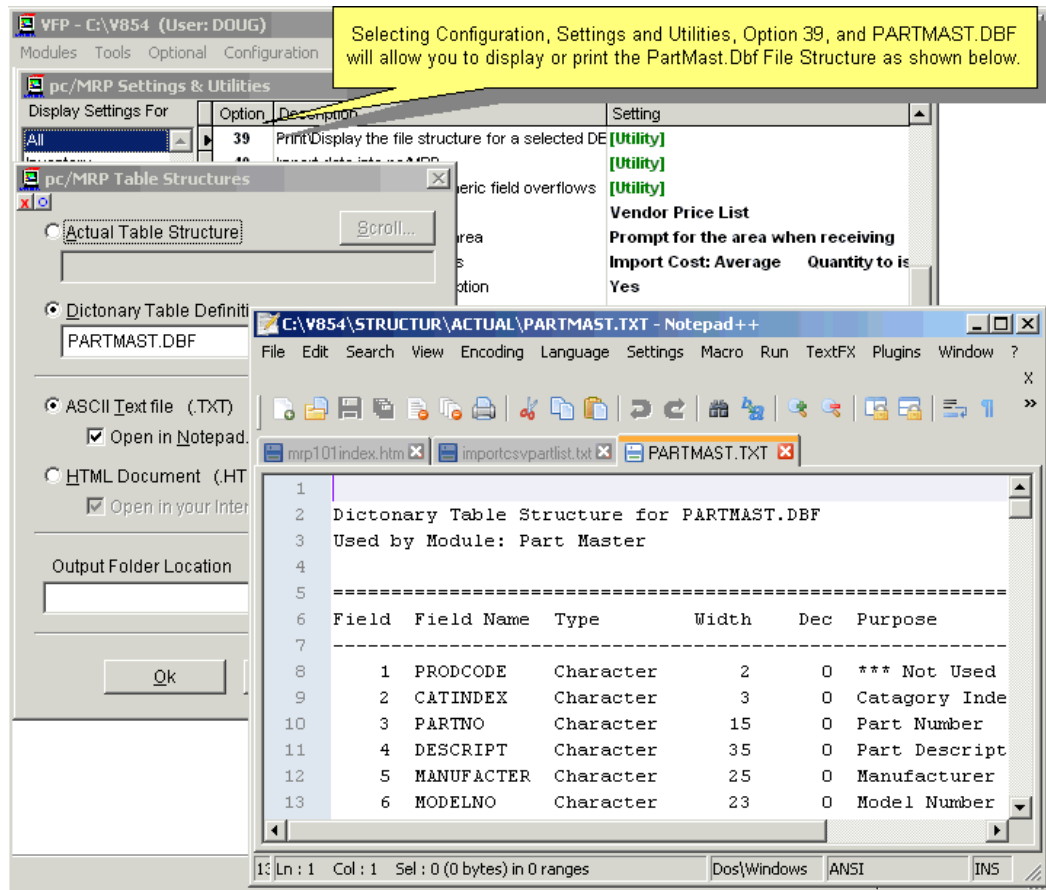 VFP - C:\V854 (User: DOUG)
Selecting Configuration, Settings and Utilities, Option 39, and PARTMAST.DBF
will allow you to display or print the PartMast.Dbf File Structure as shown below.
Modules Tools Optional Configuration
pc/MRP Settings & Utilities
Display Settings For Option Description Setting
All 39 Print\Display the file structure for a selected DE [Utility]
[Utility]
pc/MRP Table Structures
eric field overflows [Utility]
Vendor Price List
Actual Table Structure Scroll...
rea Prompt for the area when receiving
s Import Cost: Average Quantity to is
ption Yes
Dictonary Table Definiti
PARTMAST.DBF
C:\V854\STRUCTUR\ACTUAL\PARTMAST.TXT - Notepad++
File Edit Search View Encoding Language Settings Macro Run TextFX Plugins Window ?
X
ASCII Text file (.TXT)
Open in Notepad.
HTML Document (.HT
Open in your Inter
Output Folder Location
Ok
mrp101index.htm importcsvpartlist.txt PARTMAST.TXT
1
2 Dictonary Table Structure for PARTMAST.DBF
3 Used by Module: Part Master
4
5 ==============================================================
6 Field Field Name Type Width Dec Purpose
7 --------------------------------------------------------------
8 1 PRODCODE Character 2 0 *** Not Used
9 2 CATINDEX Character 3 0 Catagory Inde
10 3 PARTNO Character 15 0 Part Number
11 4 DESCRIPT Character 35 0 Part Descript
12 5 MANUFACTER Character 25 0 Manufacturer
13 6 MODELNO Character 23 0 Model Number
Ln : 1 Col : 1 Sel : 0 (0 bytes) in 0 ranges Dos\Windows ANSI INS